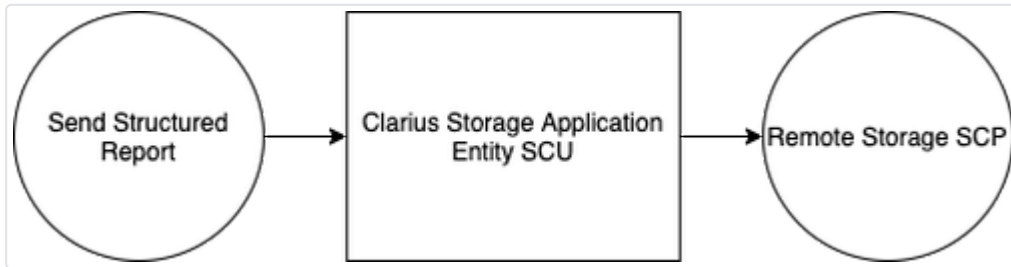 Send Structured
Report
Clarius Storage Application
Entity SCU
Remote Storage SCP